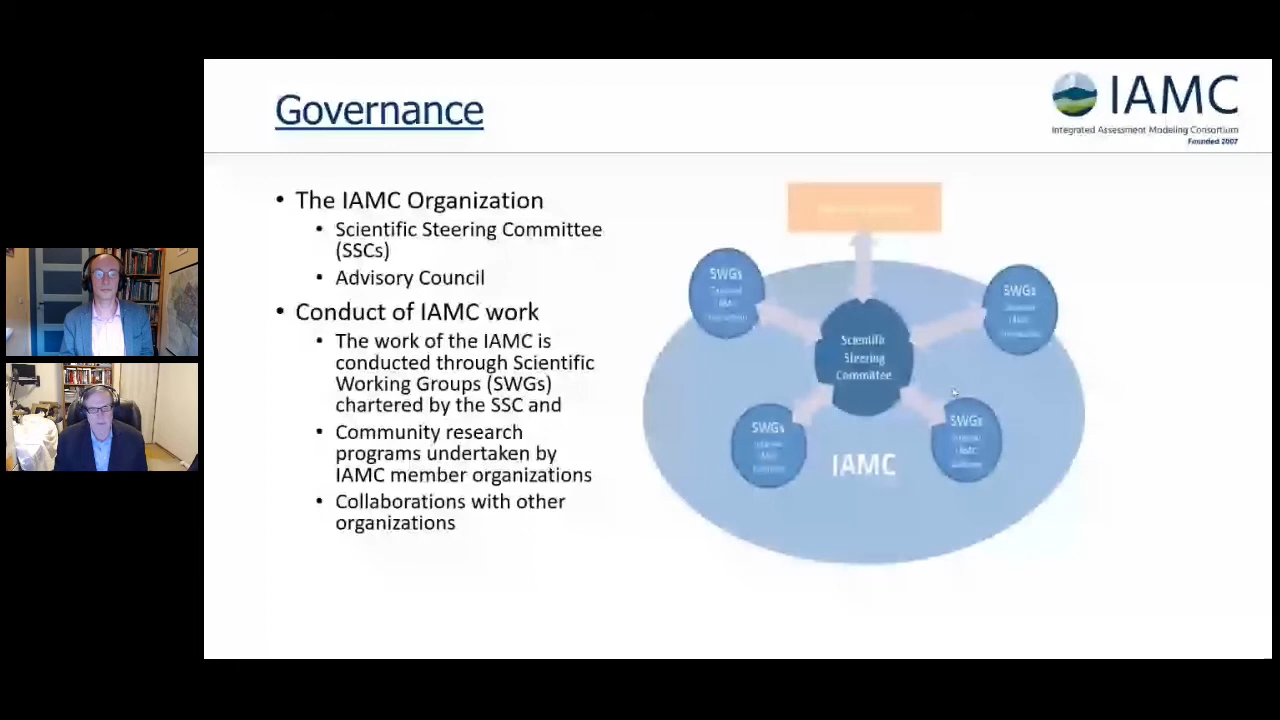 Governance
IAMC
Integrated Assessment Modeling Consortium
Founded 2007
• The IAMC Organization
• Scientific Steering Committee
(SSCs)
• Advisory Council
• Conduct of IAMC work
• The work of the IAMC is
conducted through Scientific
Working Groups (SWGs)
chartered by the SSC and
• Community research
programs undertaken by
IAMC member organizations
• Collaborations with other
organizations
SWGs
SWGs
Scientific
Steering
Committee
SWGs
SWGs
IAMC